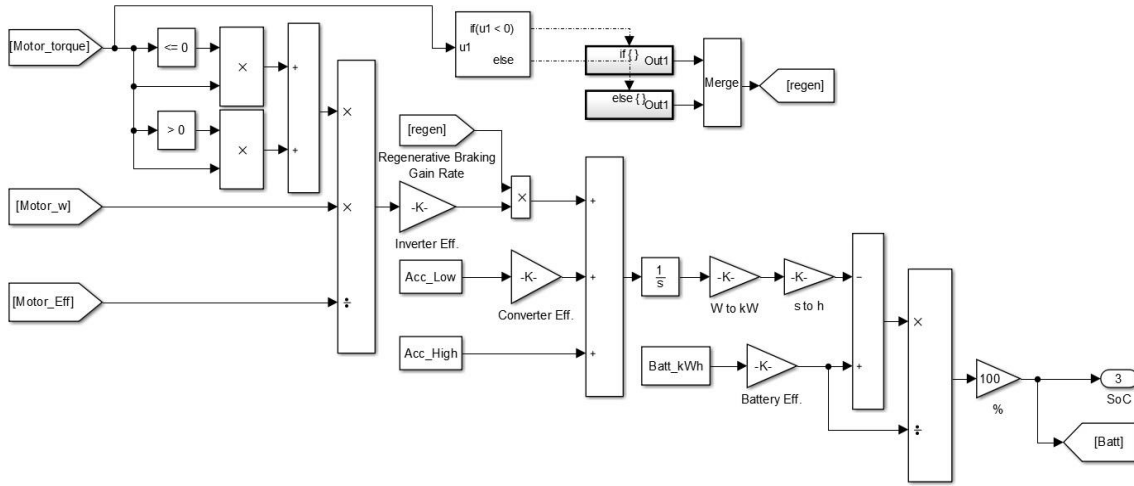 if(u1 < 0)
u1
else
[Motor_torque]
<= 0
×
+
if { }
Out1
else { }
Out1
Merge
[regen]
> 0
×
+
×
[regen]
Regenerative Braking
Gain Rate
×
[Motor_w]
×
-K-
Inverter Eff.
+
Acc_Low
-K-
Converter Eff.
+
1
s
-K-
W to kW
-K-
s to h
−
[Motor_Eff]
÷
×
Acc_High
+
Batt_kWh
-K-
Battery Eff.
+
÷
100
%
3
SoC
[Batt]